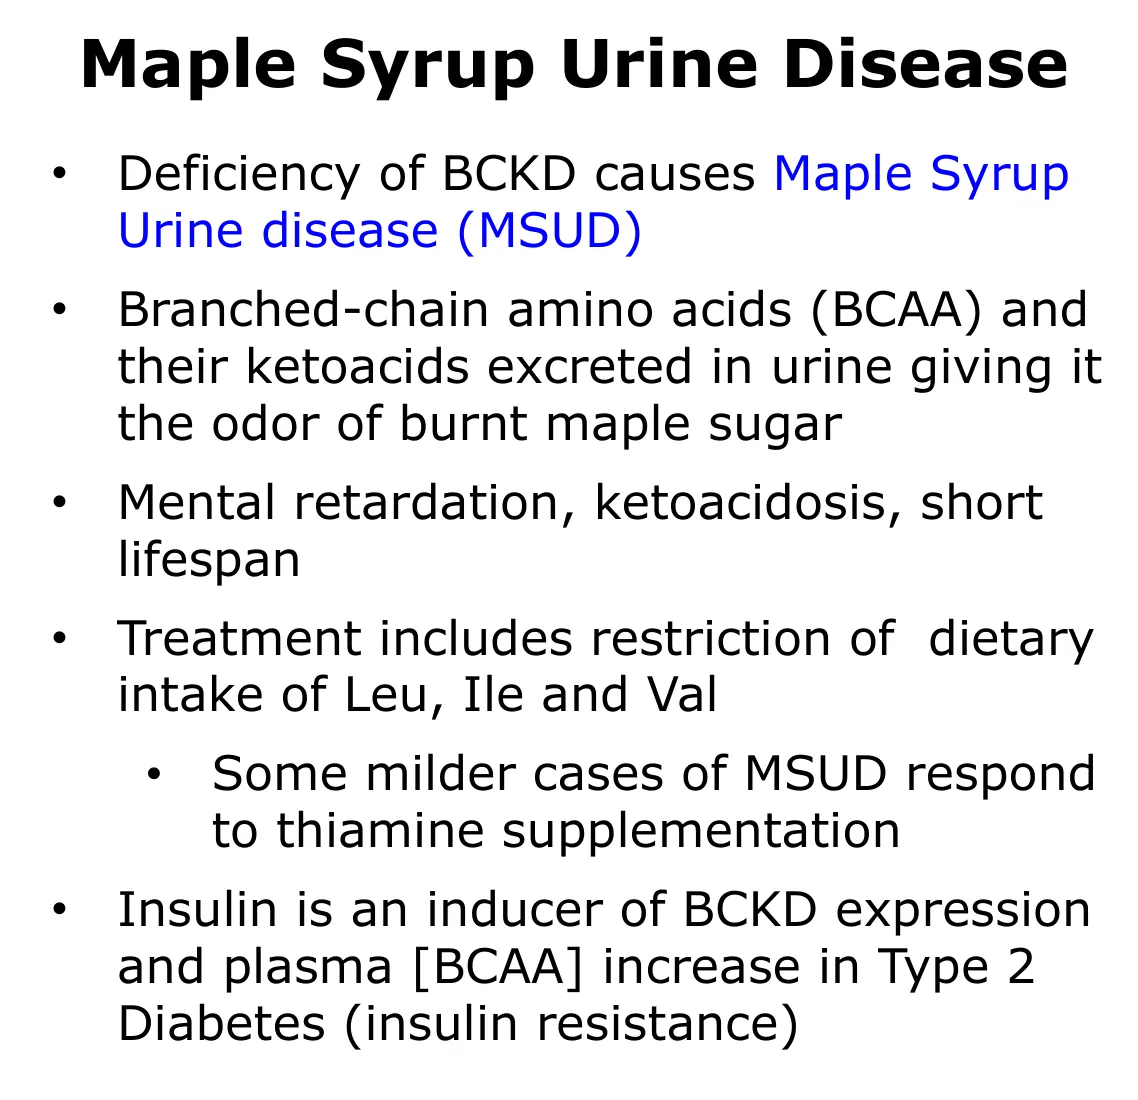 Maple Syrup Urine Disease
• Deficiency of BCKD causes Maple Syrup
Urine disease (MSUD)
• Branched-chain amino acids (BCAA) and
their ketoacids excreted in urine giving it
the odor of burnt maple sugar
• Mental retardation, ketoacidosis, short
lifespan
• Treatment includes restriction of  dietary
intake of Leu, Ile and Val
• Some milder cases of MSUD respond
to thiamine supplementation
• Insulin is an inducer of BCKD expression
and plasma [BCAA] increase in Type 2
Diabetes (insulin resistance)